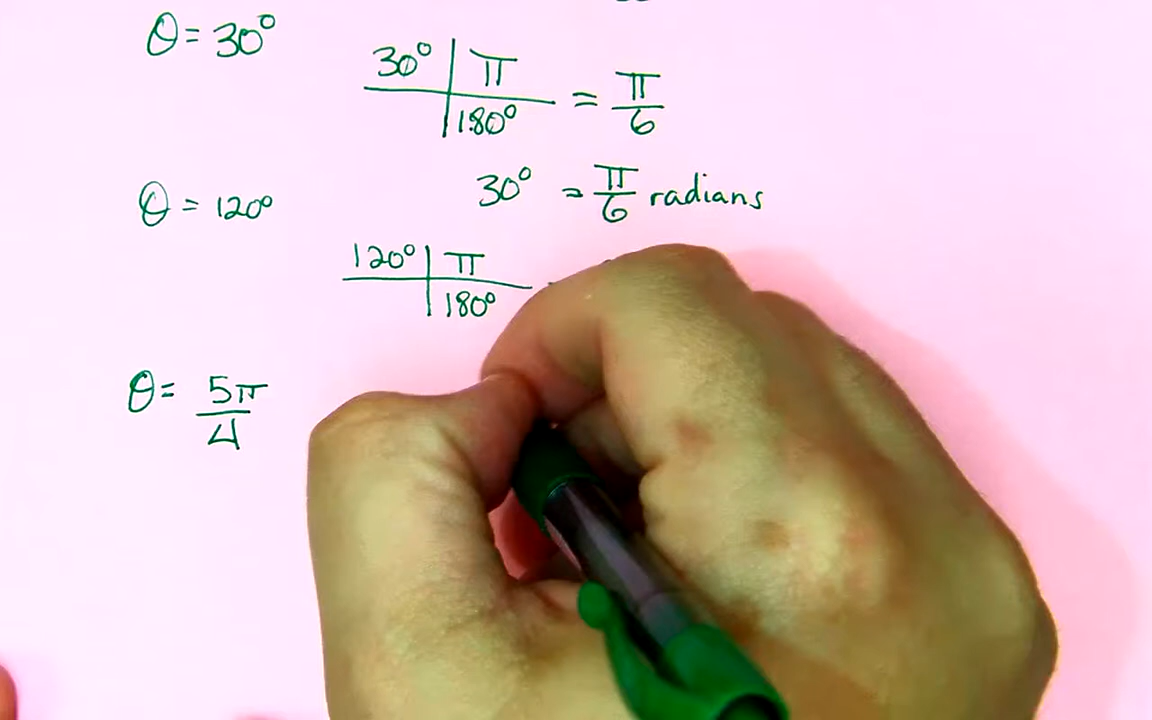 θ = 30°
30° | π
180° = π/6
30° = π/6 radians
θ = 120°
120° | π
180°
θ = 5π/4